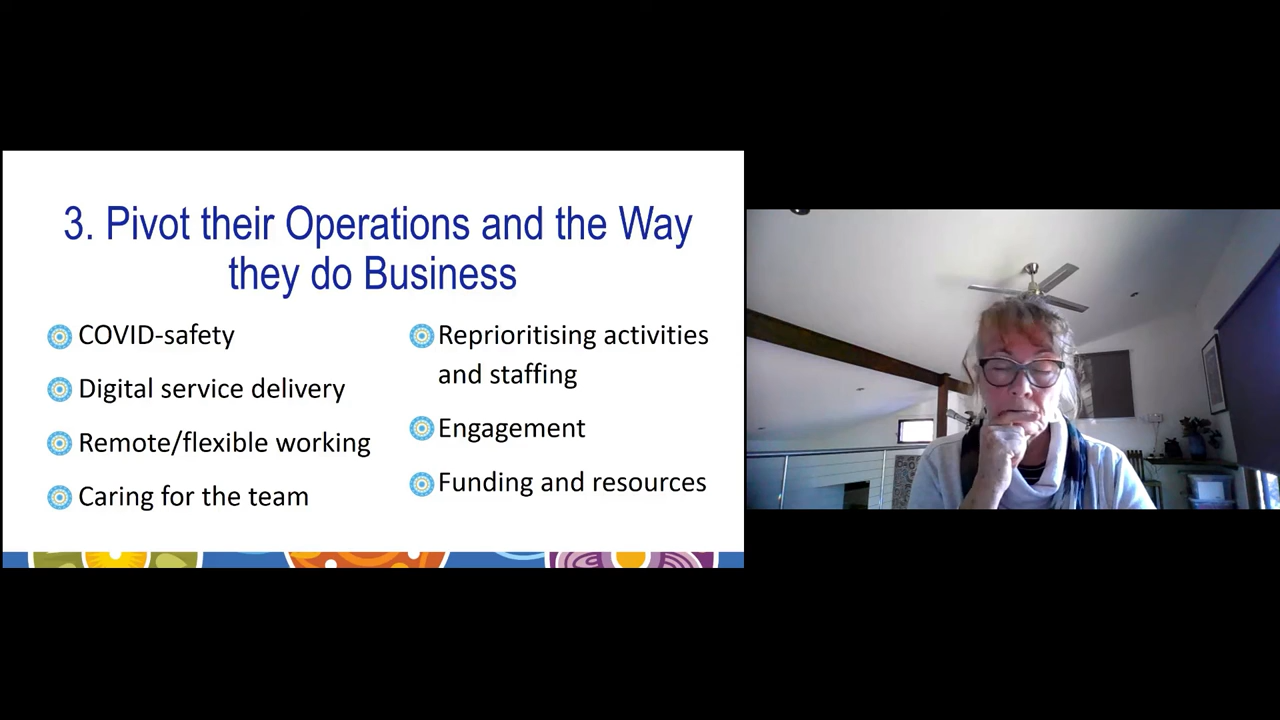 3. Pivot their Operations and the Way
they do Business
COVID-safety
Digital service delivery
Remote/flexible working
Caring for the team
Reprioritising activities
and staffing
Engagement
Funding and resources